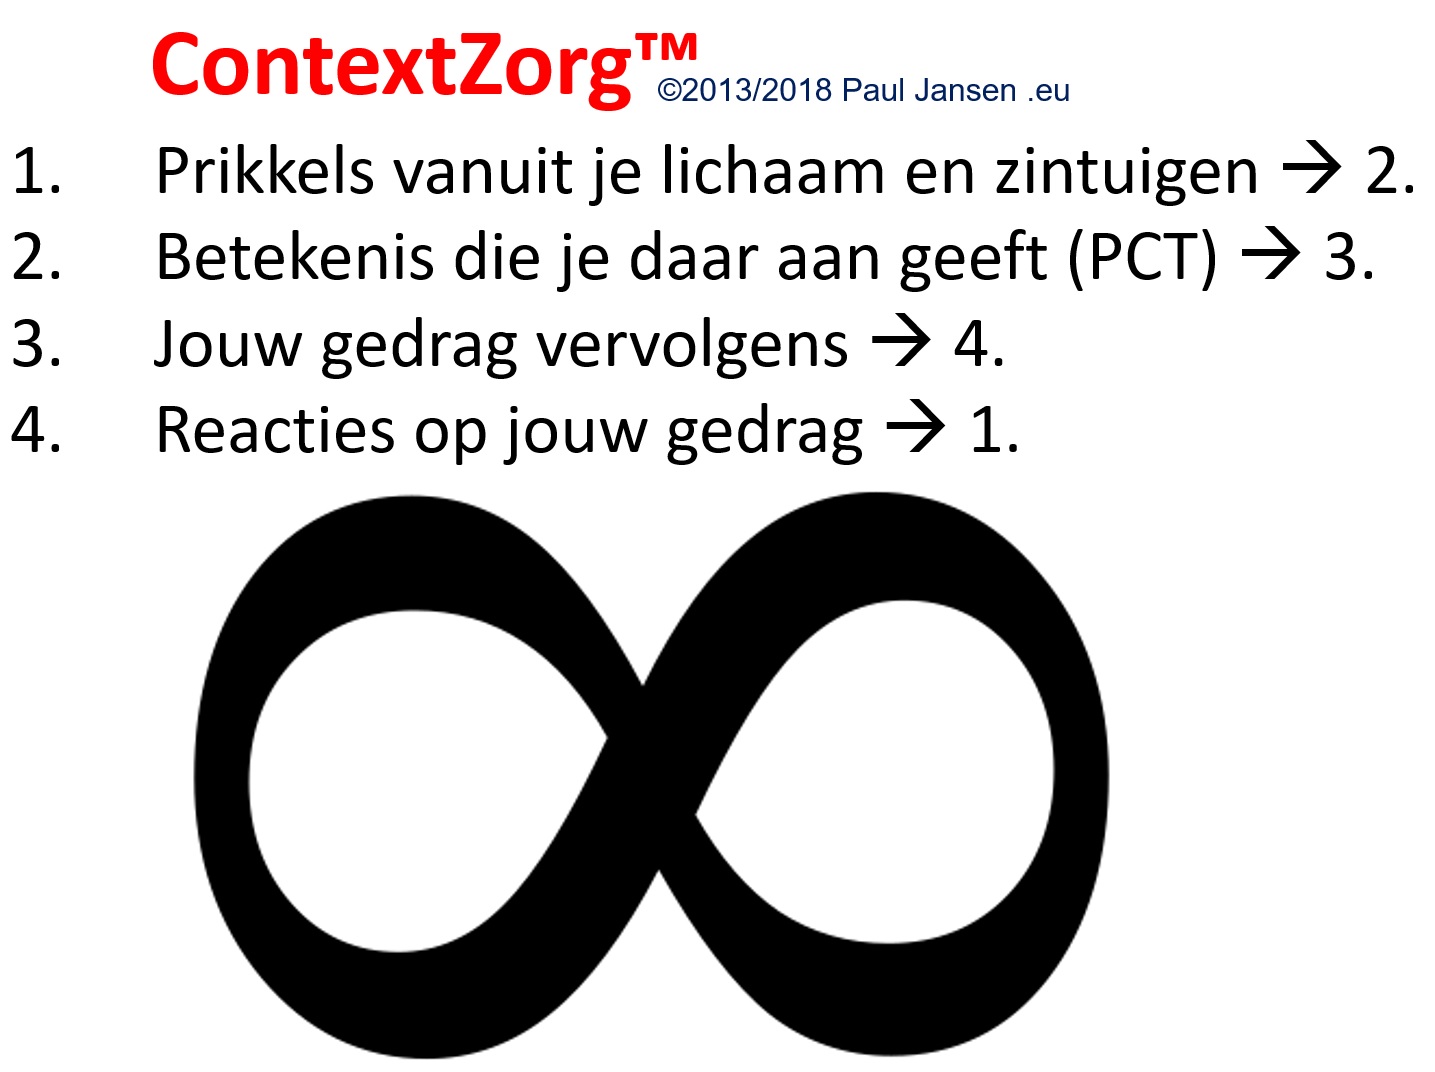 ContextZorg™ ©2013/2018 Paul Jansen .eu
1. Prikkels vanuit je lichaam en zintuigen → 2.
2. Betekenis die je daar aan geeft (PCT) → 3.
3. Jouw gedrag vervolgens → 4.
4. Reacties op jouw gedrag → 1.